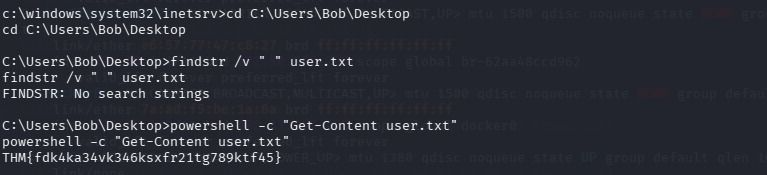 c:\windows\system32\inetsrv>cd C:\Users\Bob\Desktop
cd C:\Users\Bob\Desktop
C:\Users\Bob\Desktop>findstr /v " " user.txt
findstr /v " " user.txt
FINDSTR: No search strings
C:\Users\Bob\Desktop>powershell -c "Get-Content user.txt"
powershell -c "Get-Content user.txt"
THM{fdk4ka34vk346ksxfr21tg789ktf45}